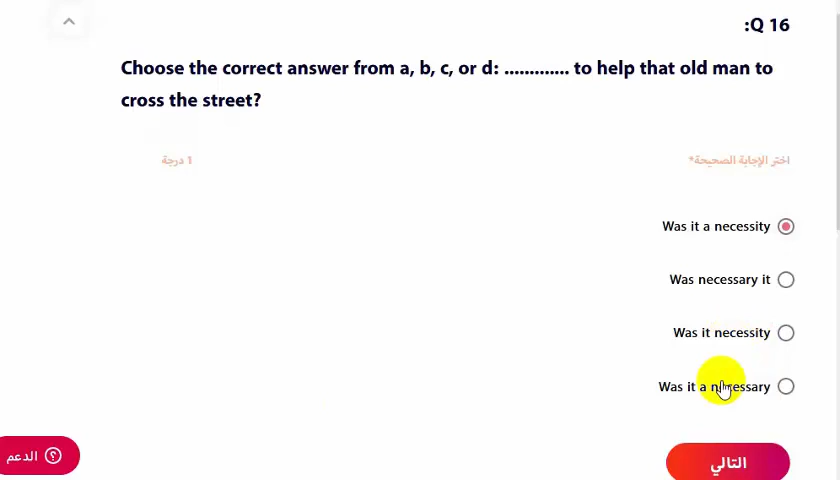 :Q 16
Choose the correct answer from a, b, c, or d: ............. to help that old man to
cross the street?
اختر الإجابة الصحيحة*
1 درجة
Was it a necessity
Was necessary it
Was it necessity
Was it a necessary
التالي
الدعم